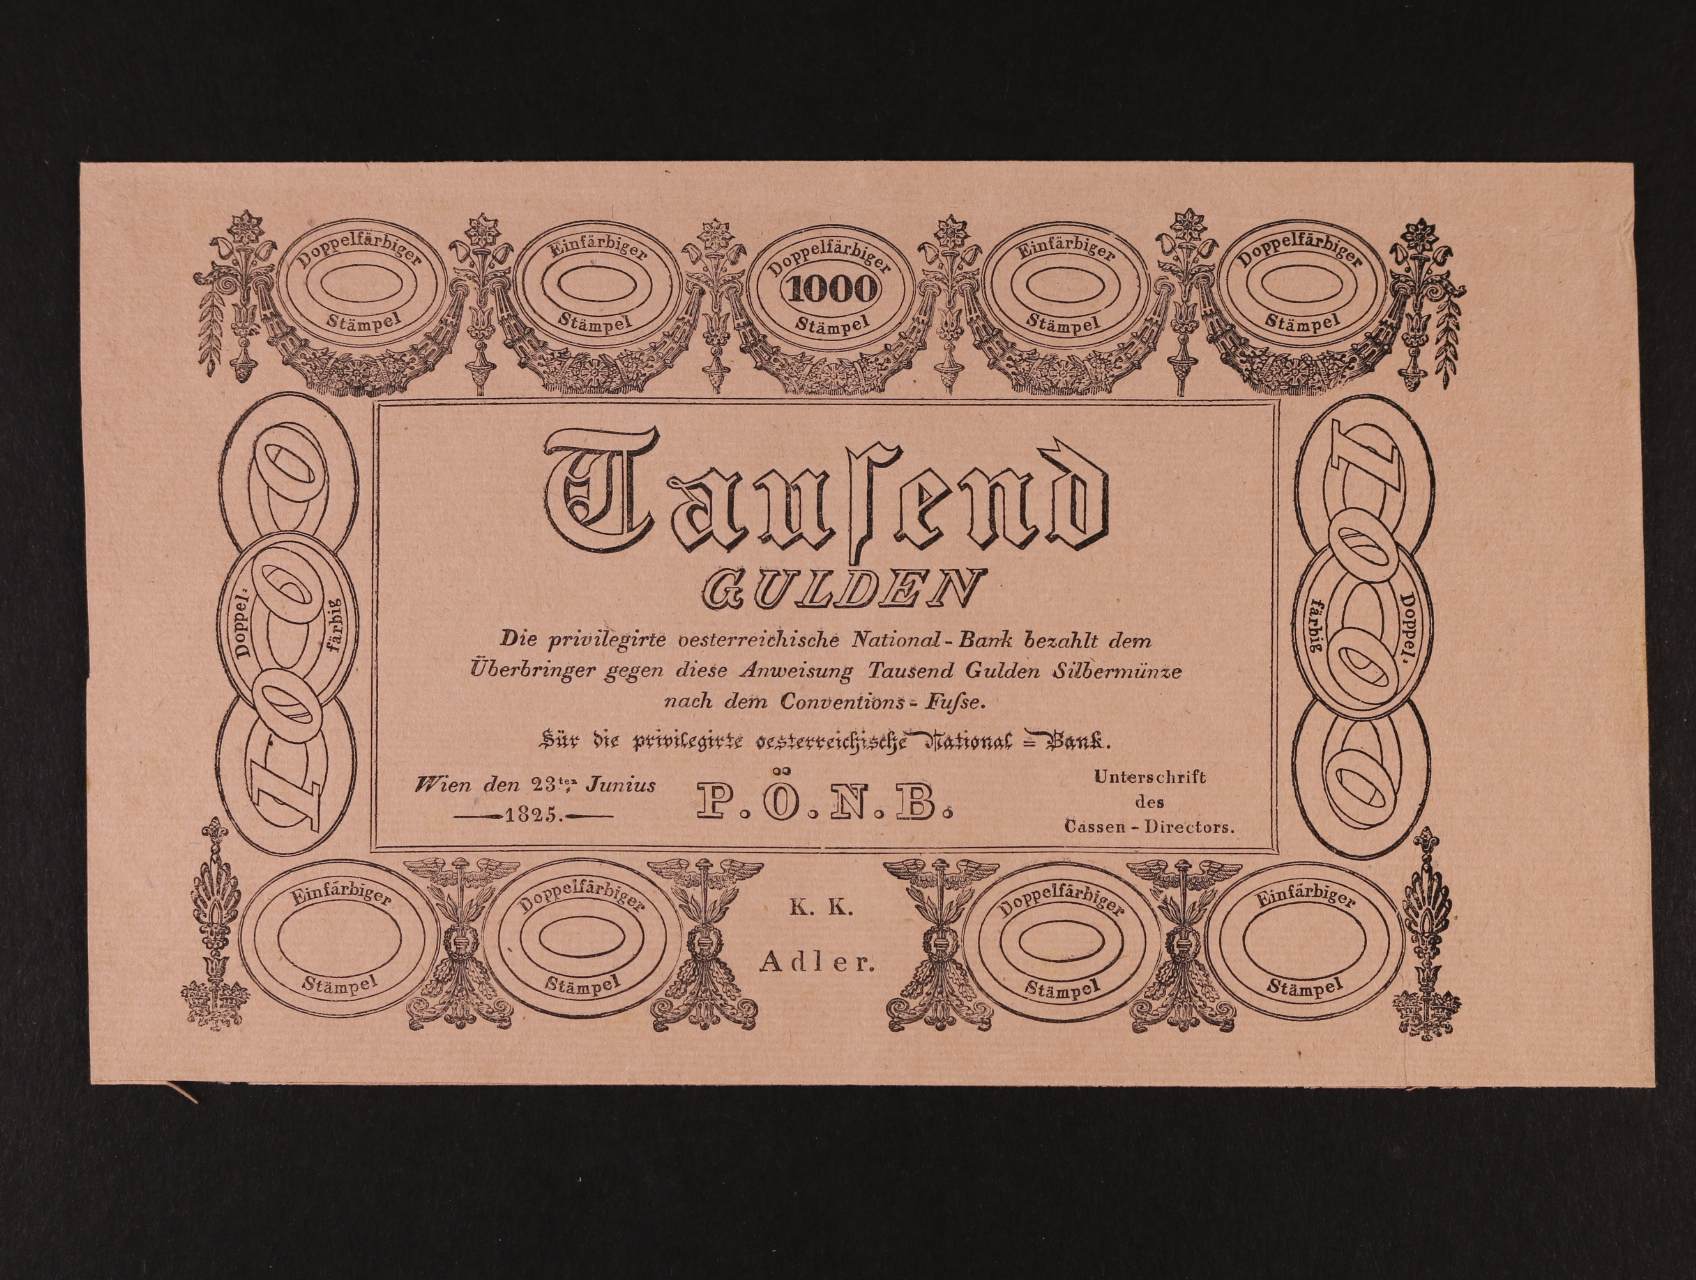 Doppelfärbiger Stämpel
Einfärbiger Stämpel
Doppelfärbiger 1000 Stämpel
Einfärbiger Stämpel
Doppelfärbiger Stämpel
1000
Doppel-
färbig
Tauſend
GULDEN
Die privilegirte oesterreichische National-Bank bezahlt dem
Überbringer gegen diese Anweisung Tausend Gulden Silbermünze
nach dem Conventions-Fuſse.
Für die privilegirte oesterreichische National=Bank.
Wien den 23ten Junius
1825.
P.Ö.N.B.
Unterschrift
des
Cassen-Directors.
1000
Doppel-
färbig
Einfärbiger Stämpel
Doppelfärbiger Stämpel
K. K.
Adler.
Doppelfärbiger Stämpel
Einfärbiger Stämpel